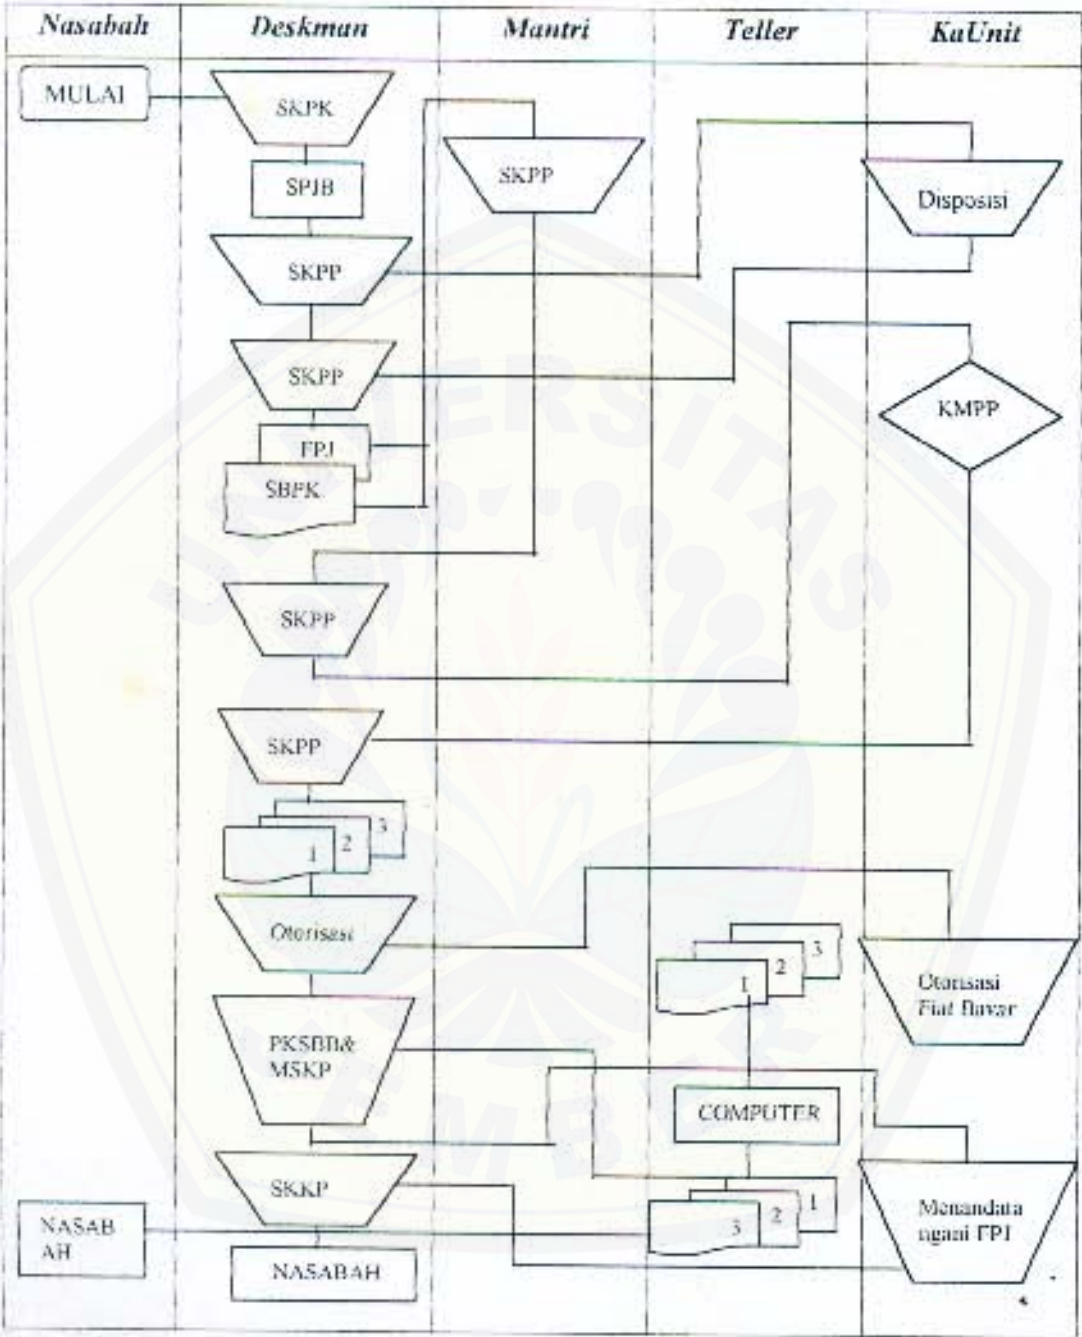 Nasabah Deskman Mantri Teller KaUnit
MULAI
SKPK
SPJB
SKPP
SKPP
FPJ
SBPK
SKPP
SKPP
1
2
3
Otorisasi
PKSBB&
MSKP
SKKP
NASABAH
NASAB
AH
SKPP
1
2
3
COMPUTER
3
2
1
Disposisi
KMPP
Otorisasi
Fiat Bayar
Menandata
ngani FPJ
UNIVERSITAS
JEMBER